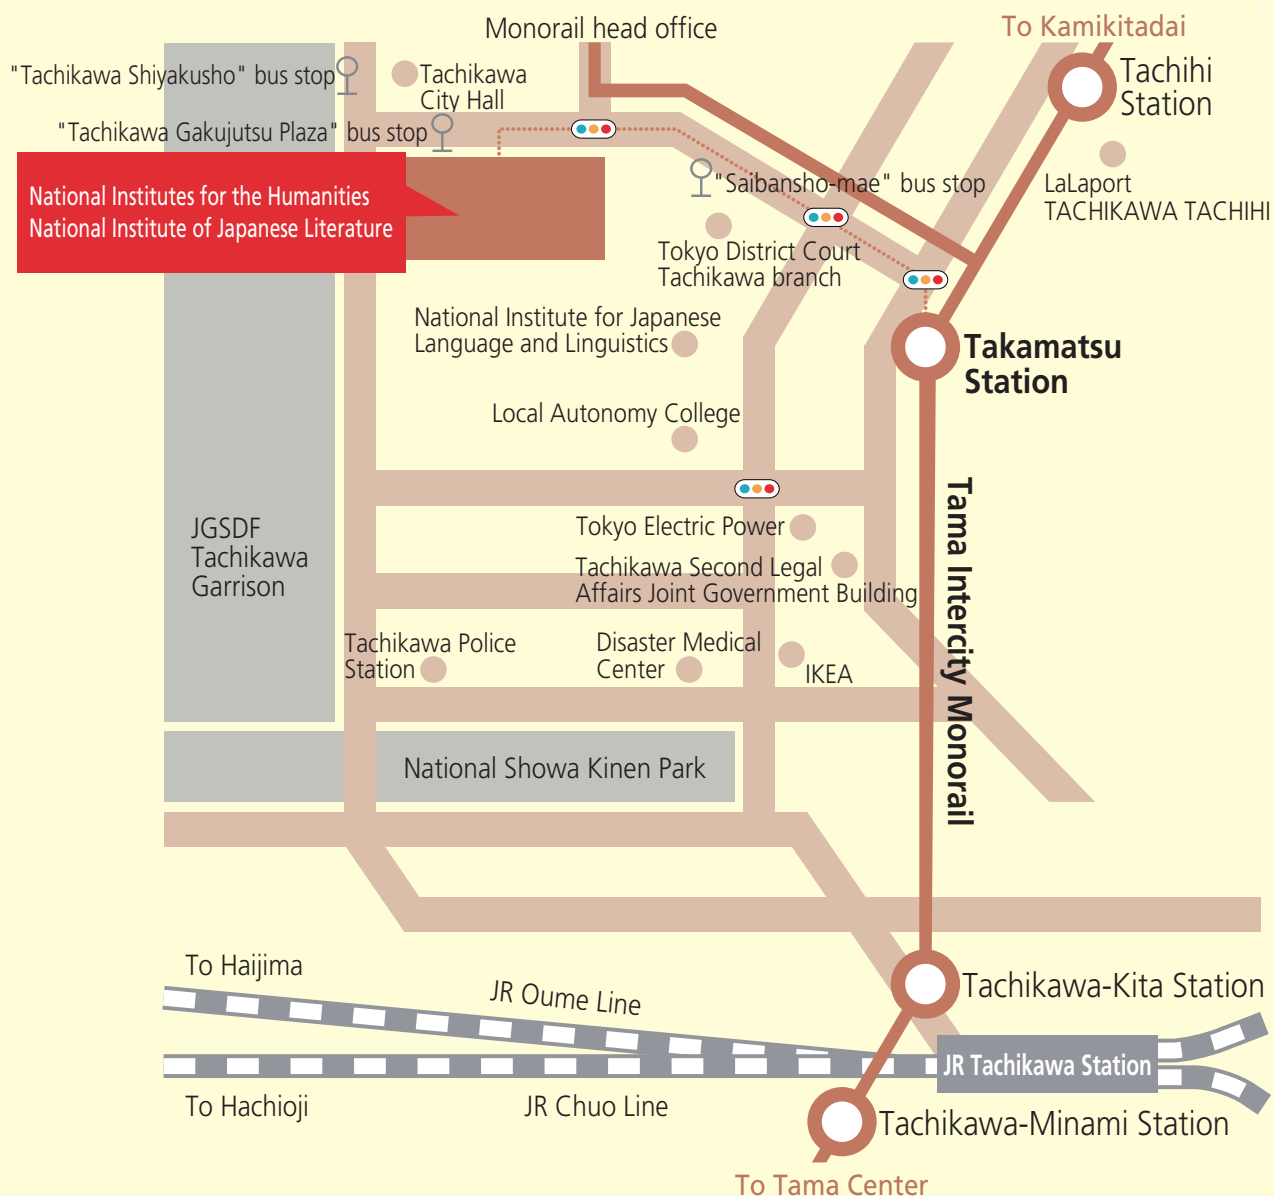 Monorail head office
To Kamikitadai
"Tachikawa Shiyakusho" bus stop
Tachikawa
City Hall
Tachihi
Station
"Tachikawa Gakujutsu Plaza" bus stop
National Institutes for the Humanities
National Institute of Japanese Literature
"Saibansho-mae" bus stop
LaLaport
TACHIKAWA TACHIHI
Tokyo District Court
Tachikawa branch
National Institute for Japanese
Language and Linguistics
Takamatsu
Station
Local Autonomy College
Tama Intercity Monorail
JGSDF
Tachikawa
Garrison
Tokyo Electric Power
Tachikawa Second Legal
Affairs Joint Government Building
Tachikawa Police
Station
Disaster Medical
Center
IKEA
National Showa Kinen Park
To Haijima
JR Oume Line
Tachikawa-Kita Station
JR Tachikawa Station
To Hachioji
JR Chuo Line
Tachikawa-Minami Station
To Tama Center